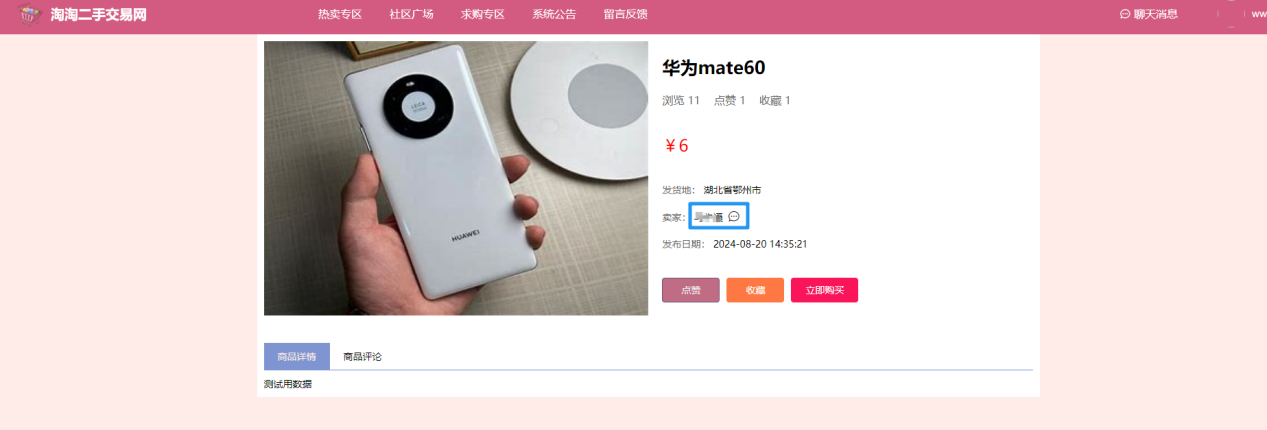 淘淘二手交易网
热卖专区 社区广场 求购专区 系统公告 留言反馈
聊天消息
ww
华为mate60
浏览 11 点赞 1 收藏 1
¥6
发货地： 湖北省鄂州市
卖家：
发布日期： 2024-08-20 14:35:21
点赞 收藏 立即购买
LEICA
HUAWEI
商品详情 商品评论
测试用数据